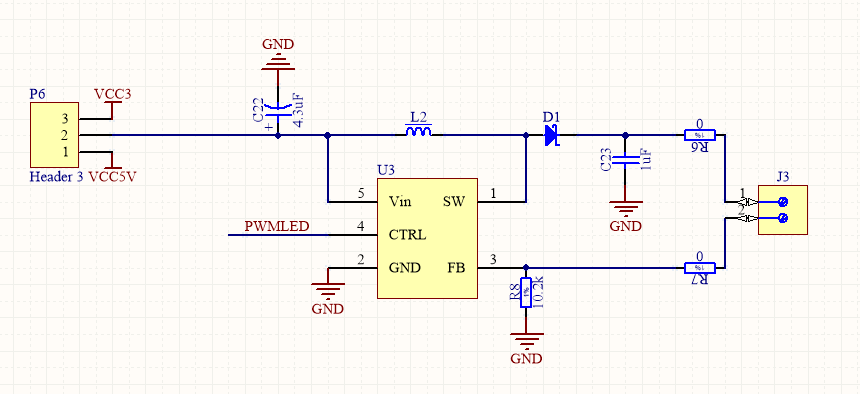 GND
P6
VCC3
3
2
1
Header 3
VCC5V
C22
4.3uF
+
L2
D1
C23
1uF
GND
0
1%
R6
J3
1
2
U3
5
Vin
SW
1
PWMLED
4
CTRL
2
GND
FB
3
GND
R8
1%
10.2k
GND
0
1%
R7